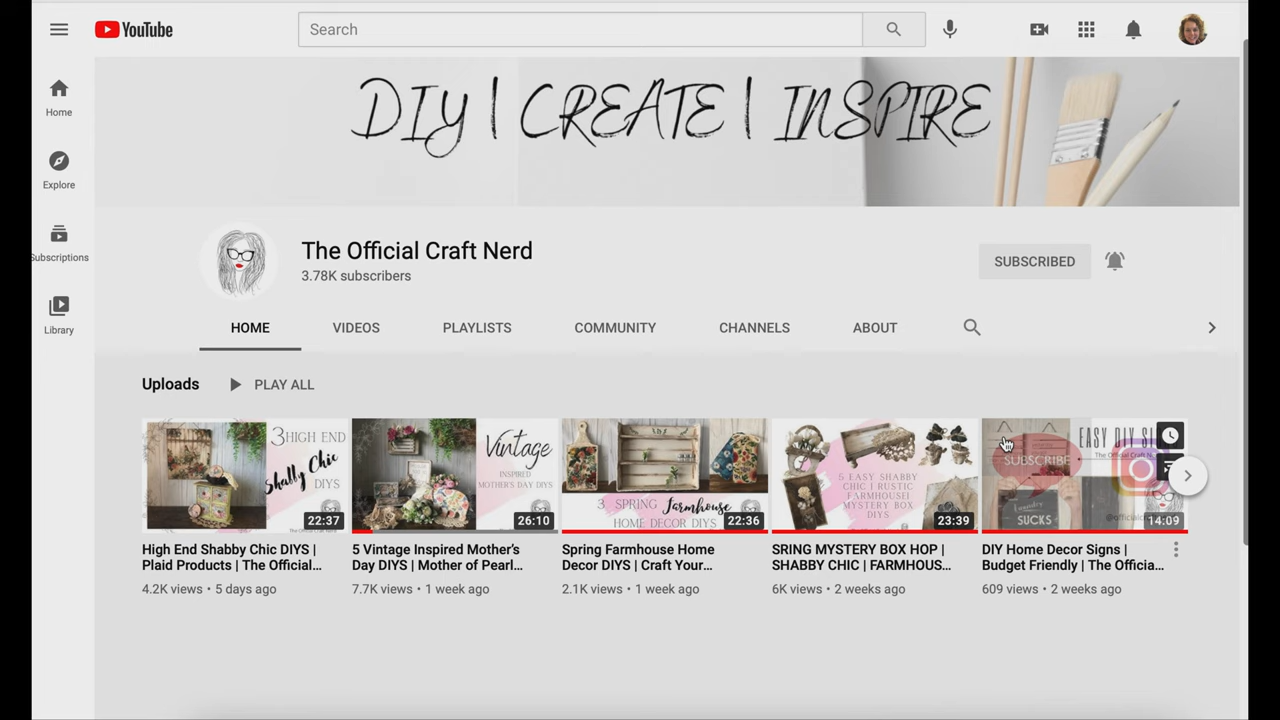 YouTube
Search
Home
Explore
Subscriptions
Library
DIY | CREATE | INSPIRE
The Official Craft Nerd
3.78K subscribers
SUBSCRIBED
HOME
VIDEOS
PLAYLISTS
COMMUNITY
CHANNELS
ABOUT
Uploads
PLAY ALL
3 HIGH END
Shabby Chic
DIYS
22:37
Vintage
INSPIRED
MOTHER'S DAY DIYS
26:10
3 SPRING Farmhouse
HOME DECOR DIYS
22:36
5 EASY SHABBY
CHIC | RUSTIC
FARMHOUSE|
MYSTERY BOX
DIYS
23:39
EASY DIY
The Official Craft
SUBSCRIBE
Laundry
SUCKS
14:09
High End Shabby Chic DIYS |
Plaid Products | The Official...
4.2K views • 5 days ago
5 Vintage Inspired Mother's
Day DIYS | Mother of Pearl...
7.7K views • 1 week ago
Spring Farmhouse Home
Decor DIYS | Craft Your...
2.1K views • 1 week ago
SRING MYSTERY BOX HOP |
SHABBY CHIC | FARMHOUS...
6K views • 2 weeks ago
DIY Home Decor Signs |
Budget Friendly | The Officia...
609 views • 2 weeks ago